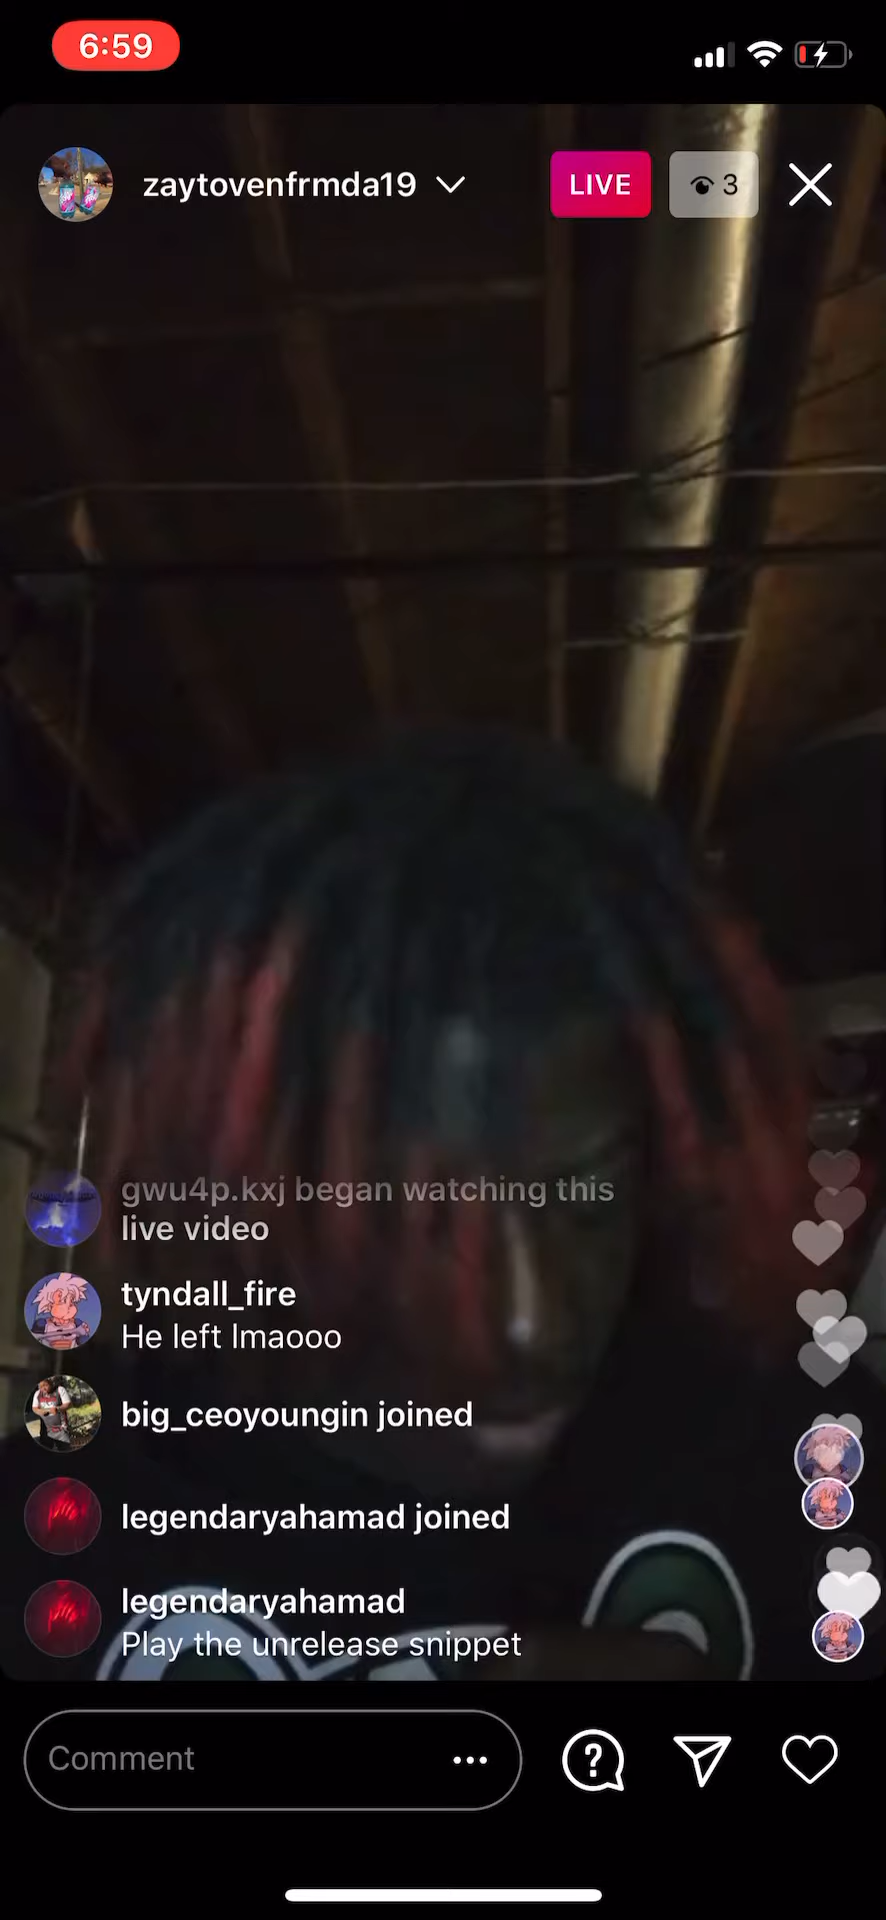 6:59
zaytovenfrmda19
LIVE
3
gwu4p.kxj began watching this
live video
tyndall_fire
He left lmaooo
big_ceoyoungin joined
legendaryahamad joined
legendaryahamad
Play the unrelease snippet
Comment